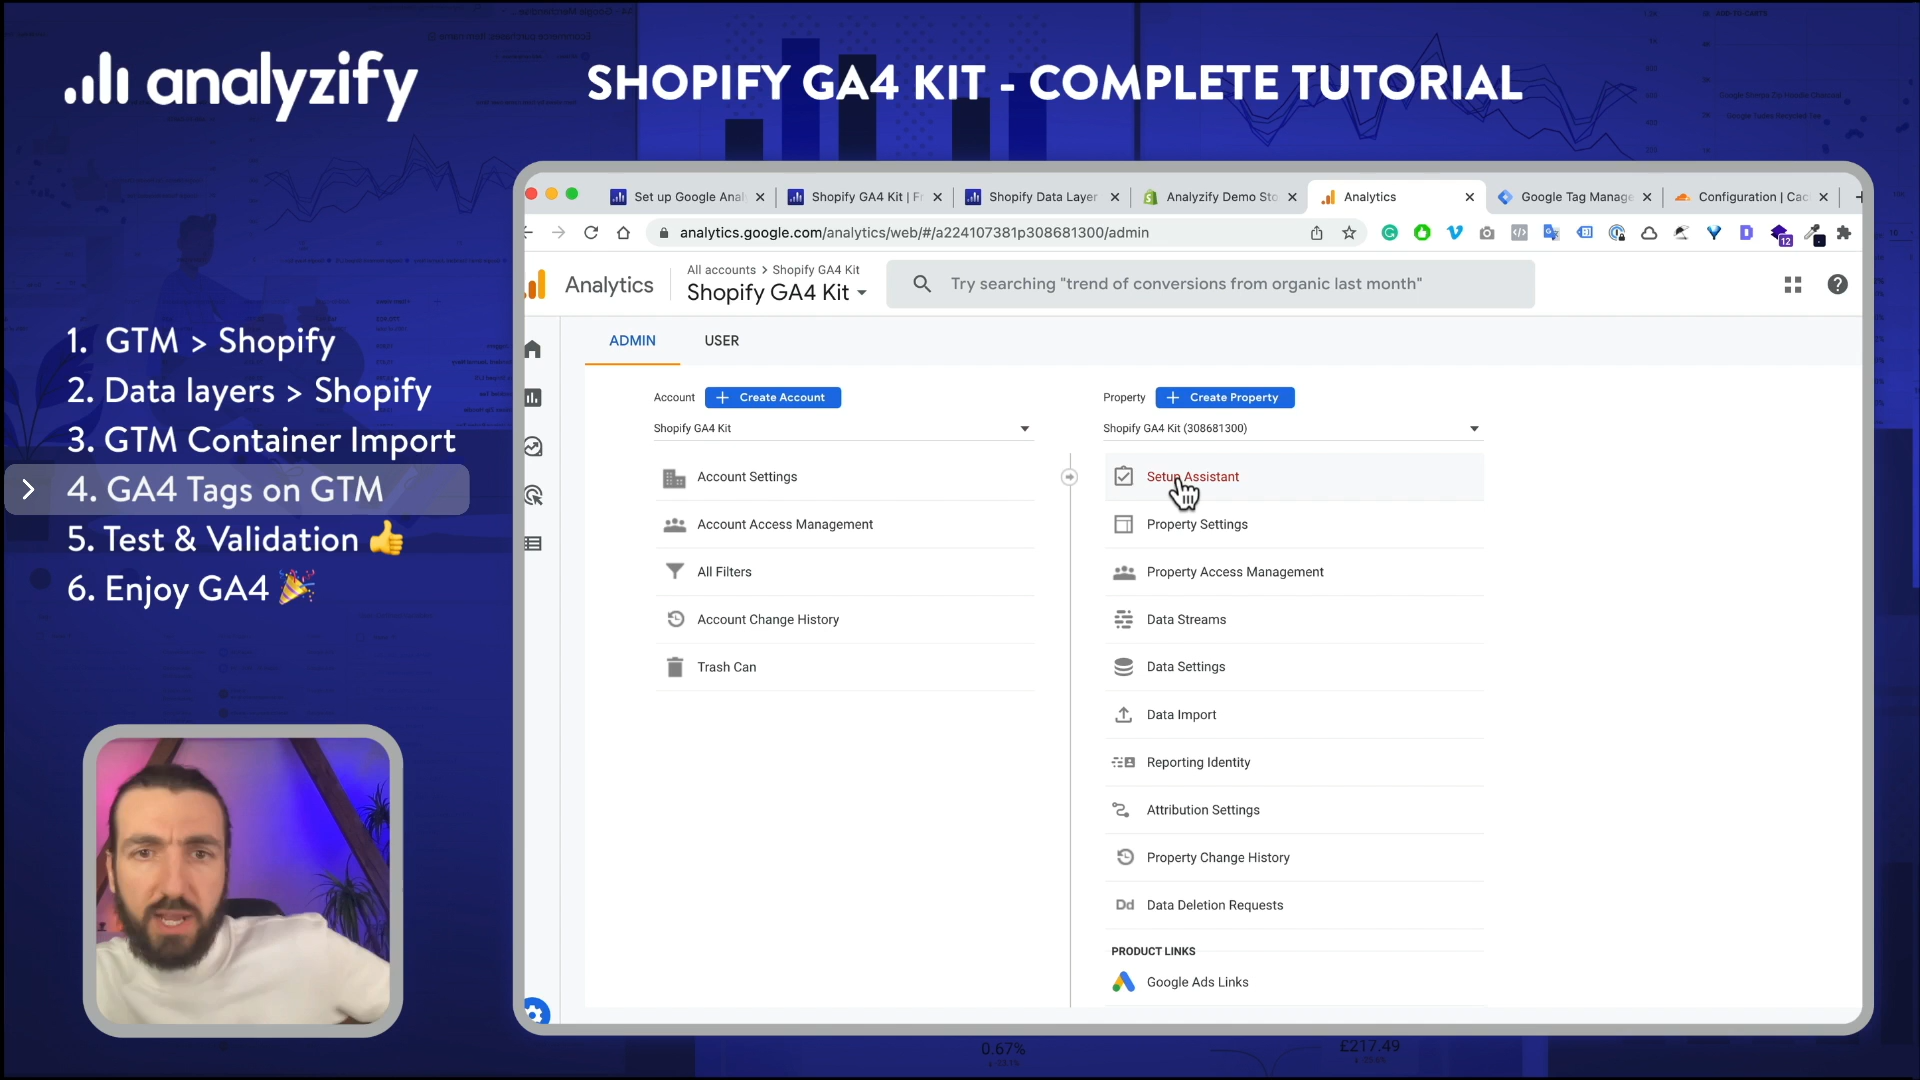 analyzify
SHOPIFY GA4 KIT - COMPLETE TUTORIAL
1. GTM > Shopify
2. Data layers > Shopify
3. GTM Container Import
4. GA4 Tags on GTM
5. Test & Validation 👍
6. Enjoy GA4 🎉
Set up Google Anal
Shopify GA4 Kit | Fr
Shopify Data Layer
Analyzify Demo Sto
Analytics
Google Tag Manage
Configuration | Cac
analytics.google.com/analytics/web/#/a224107381p308681300/admin
12
Analytics
All accounts > Shopify GA4 Kit
Shopify GA4 Kit
Try searching "trend of conversions from organic last month"
ADMIN
USER
Account
Create Account
Shopify GA4 Kit
Account Settings
Account Access Management
All Filters
Account Change History
Trash Can
Property
Create Property
Shopify GA4 Kit (308681300)
Setup Assistant
Property Settings
Property Access Management
Data Streams
Data Settings
Data Import
Reporting Identity
Attribution Settings
Property Change History
Dd Data Deletion Requests
PRODUCT LINKS
Google Ads Links
0.67%
£217.49